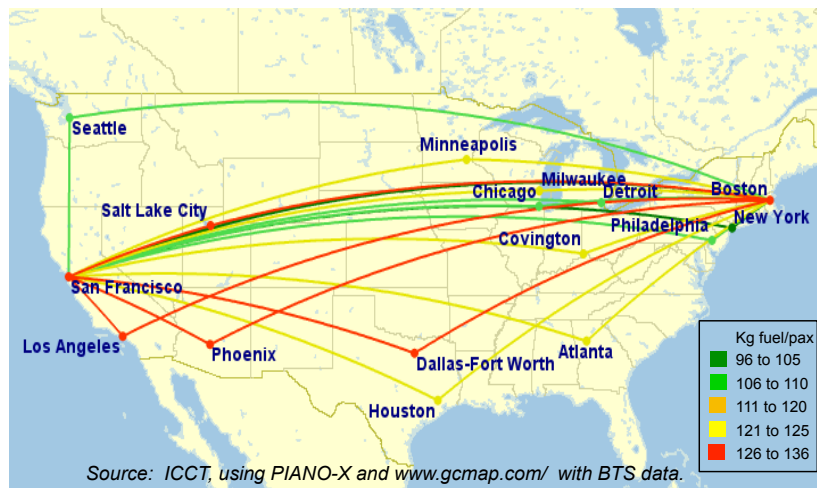 Seattle
Minneapolis
Milwaukee
Chicago
Detroit
Boston
Salt Lake City
New York
Philadelphia
Covington
San Francisco
Los Angeles
Phoenix
Dallas-Fort Worth
Atlanta
Houston
Kg fuel/pax
96 to 105
106 to 110
111 to 120
121 to 125
126 to 136
Source: ICCT, using PIANO-X and www.gcmap.com/ with BTS data.